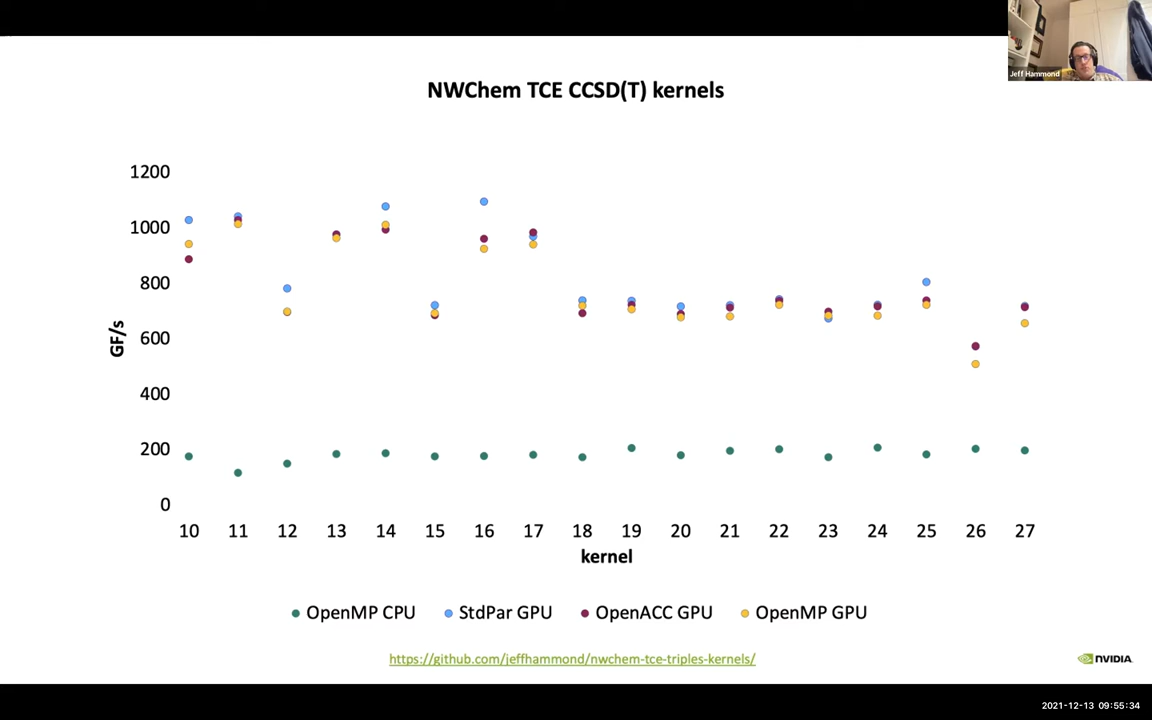 Jeff Hammond
NWChem TCE CCSD(T) kernels
1200
1000
800
600
400
200
0
GF/s
10 11 12 13 14 15 16 17 18 19 20 21 22 23 24 25 26 27
kernel
OpenMP CPU StdPar GPU OpenACC GPU OpenMP GPU
https://github.com/jeffhammond/nwchem-tce-triples-kernels/
NVIDIA.
2021-12-13 09:55:34